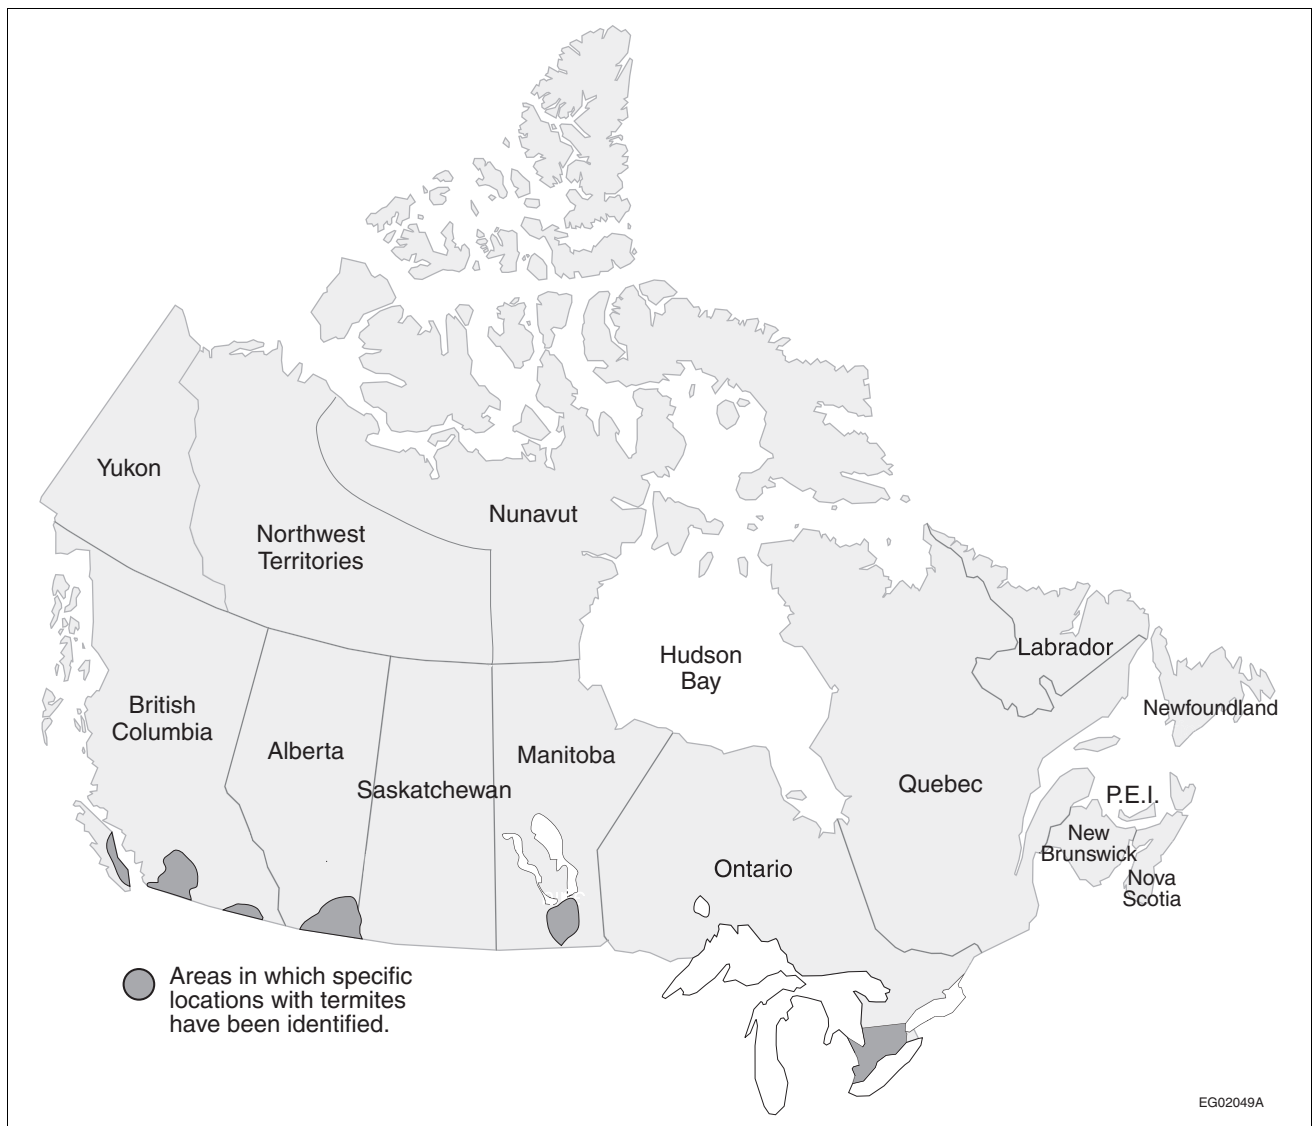 Yukon
Northwest
Territories
Nunavut
Hudson
Bay
Labrador
Newfoundland
British
Columbia
Alberta
Saskatchewan
Manitoba
Quebec
P.E.I.
New
Brunswick
Nova
Scotia
Ontario
Areas in which specific
locations with termites
have been identified.
EG02049A